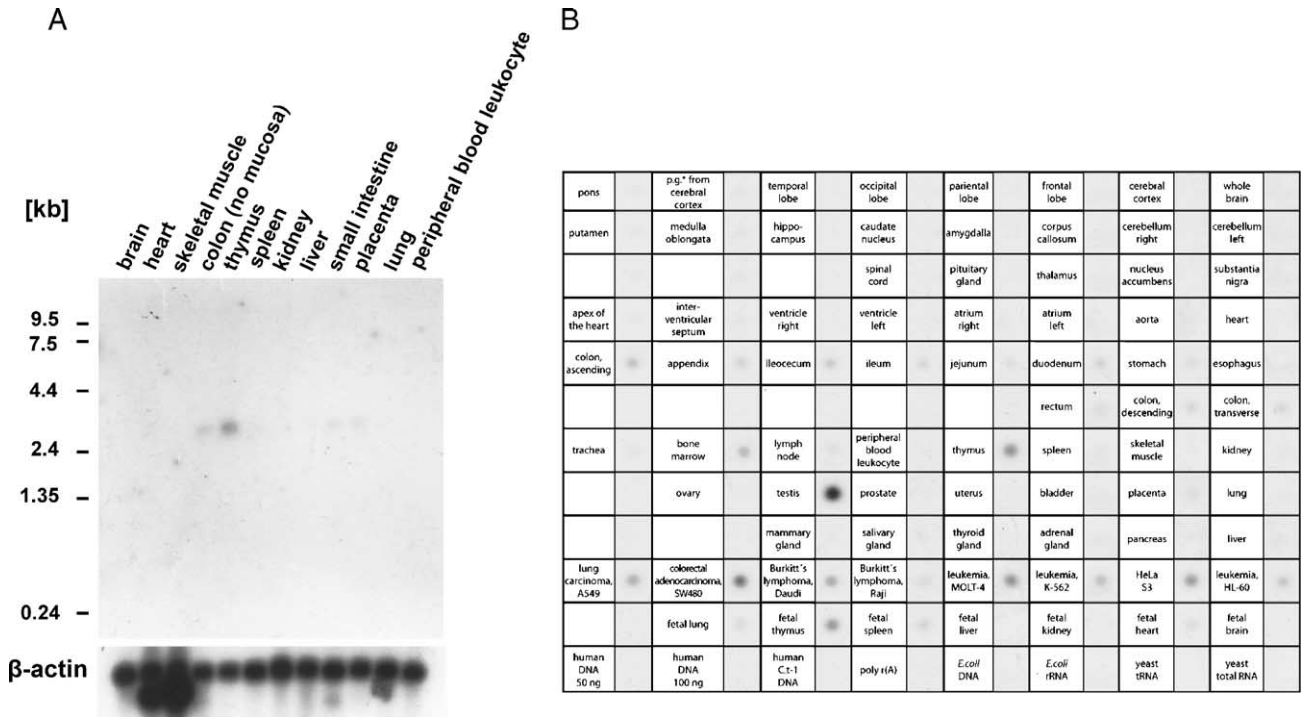 A
B
[kb]
brain
heart
skeletal muscle
colon (no mucosa)
thymus
spleen
kidney
liver
small intestine
placenta
lung
peripheral blood leukocyte
9.5
7.5
4.4
2.4
1.35
0.24
β-actin
pons
p.g.* from
cerebral
cortex
temporal
lobe
occipital
lobe
pariental
lobe
frontal
lobe
cerebral
cortex
whole
brain
putamen
medulla
oblongata
hippo-
campus
caudate
nucleus
amygdalla
corpus
callosum
cerebellum
right
cerebellum
left
spinal
cord
pituitary
gland
thalamus
nucleus
accumbens
substantia
nigra
apex of
the heart
inter-
ventricular
septum
ventricle
right
ventricle
left
atrium
right
atrium
left
aorta
heart
colon,
ascending
appendix
Ileocecum
ileum
jejunum
duodenum
stomach
esophagus
rectum
colon,
descending
colon,
transverse
trachea
bone
marrow
lymph
node
peripheral
blood
leukocyte
thymus
spleen
skeletal
muscle
kidney
ovary
testis
prostate
uterus
bladder
placenta
lung
mammary
gland
salivary
gland
thyroid
gland
adrenal
gland
pancreas
liver
lung
carcinoma,
A549
colorectal
adenocarcinoma,
SW480
Burkitt´s
lymphoma,
Daudi
Burkitt´s
lymphoma,
Raji
leukemia,
MOLT-4
leukemia,
K-562
HeLa
S3
leukemia,
HL-60
fetal lung
fetal
thymus
fetal
spleen
fetal
liver
fetal
kidney
fetal
heart
fetal
brain
human
DNA
50 ng
human
DNA
100 ng
human
C.t.-1
DNA
poly r(A)
E.coli
DNA
E.coli
rRNA
yeast
tRNA
yeast
total RNA